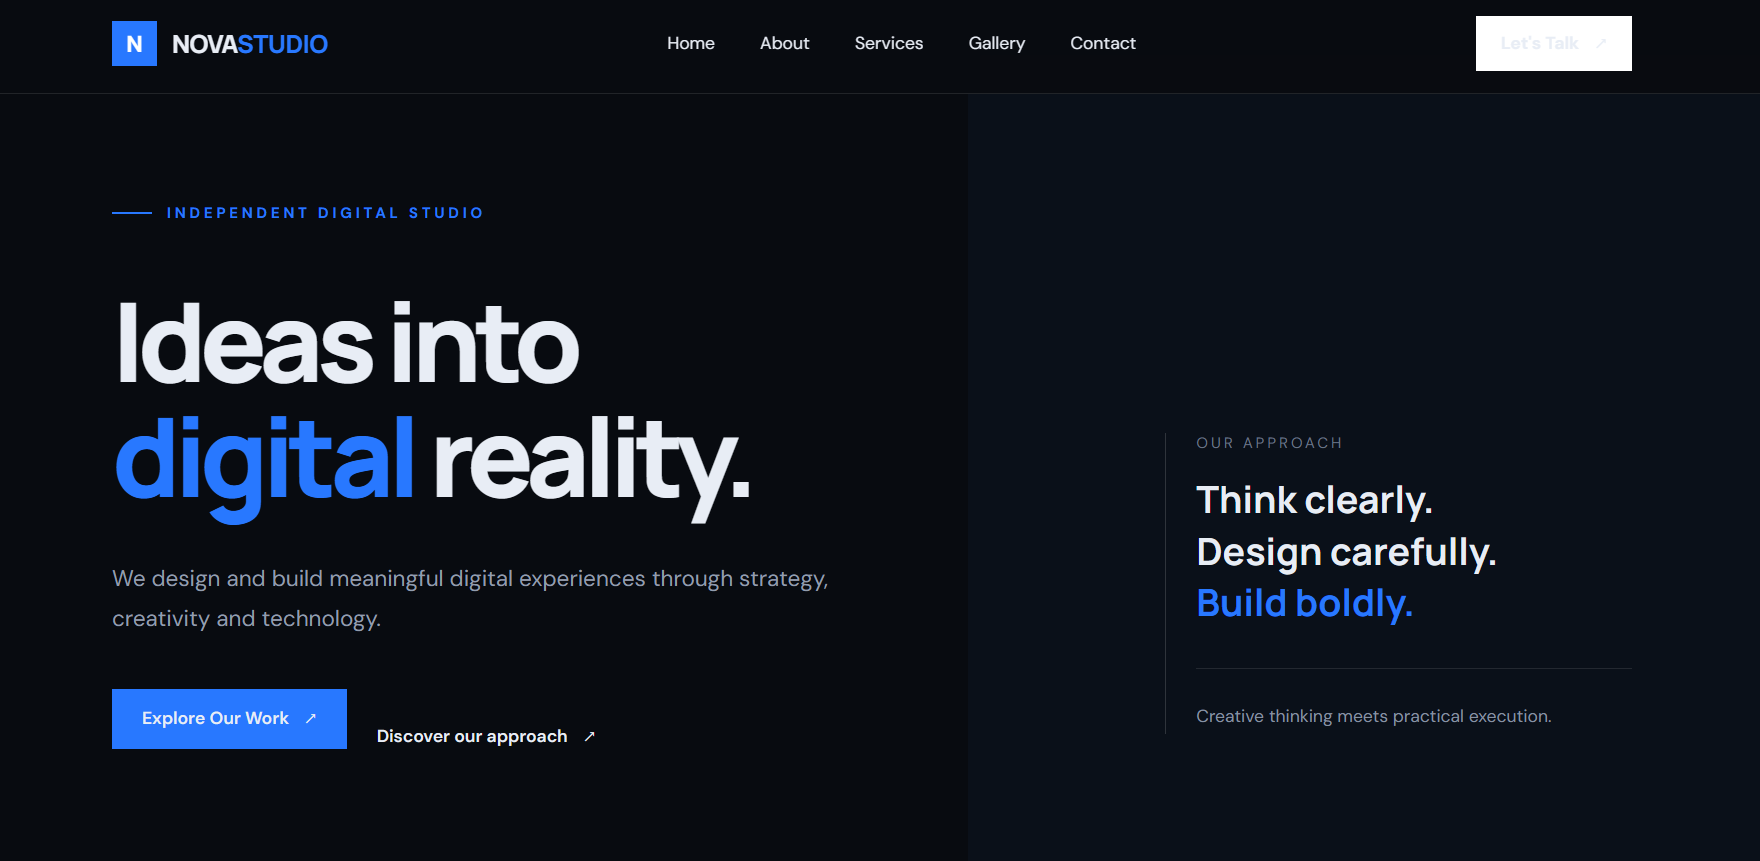 N NOVASTUDIO
Home About Services Gallery Contact
Let's Talk ↗
INDEPENDENT DIGITAL STUDIO
Ideas into
digital reality.
We design and build meaningful digital experiences through strategy,
creativity and technology.
Explore Our Work ↗
Discover our approach ↗
OUR APPROACH
Think clearly.
Design carefully.
Build boldly.
Creative thinking meets practical execution.